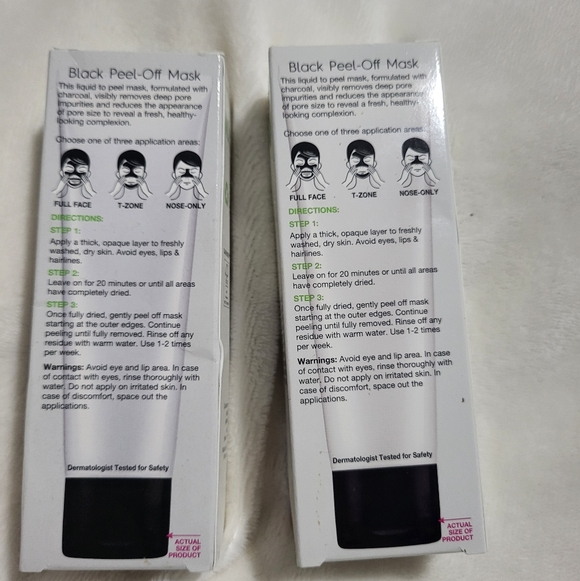 Black Peel-Off Mask
This liquid to peel mask, formulated with
charcoal, visibly removes deep pore
impurities and reduces the appearance
of pore size to reveal a fresh, healthy-
looking complexion.
Choose one of three application areas:
FULL FACE T-ZONE NOSE-ONLY
DIRECTIONS:
STEP 1:
Apply a thick, opaque layer to freshly
washed, dry skin. Avoid eyes, lips &
hairlines.
STEP 2:
Leave on for 20 minutes or until all areas
have completely dried.
STEP 3:
Once fully dried, gently peel off mask
starting at the outer edges. Continue
peeling until fully removed. Rinse off any
residue with warm water. Use 1-2 times
per week.
Warnings: Avoid eye and lip area. In case
of contact with eyes, rinse thoroughly with
water. Do not apply on irritated skin. In
case of discomfort, space out the
applications.
Dermatologist Tested for Safety
ACTUAL
SIZE OF
PRODUCT
Black Peel-Off Mask
This liquid to peel mask, formulated with
charcoal, visibly removes deep pore
impurities and reduces the appearance
of pore size to reveal a fresh, healthy-
looking complexion.
Choose one of three application areas:
FULL FACE T-ZONE NOSE-ONLY
DIRECTIONS:
STEP 1:
Apply a thick, opaque layer to freshly
washed, dry skin. Avoid eyes, lips &
hairlines.
STEP 2:
Leave on for 20 minutes or until all areas
have completely dried.
STEP 3:
Once fully dried, gently peel off mask
starting at the outer edges. Continue
peeling until fully removed. Rinse off any
residue with warm water. Use 1-2 times
per week.
Warnings: Avoid eye and lip area. In case
of contact with eyes, rinse thoroughly with
water. Do not apply on irritated skin. In
case of discomfort, space out the
applications.
Dermatologist Tested for Safety
ACTUAL
SIZE OF
PRODUCT